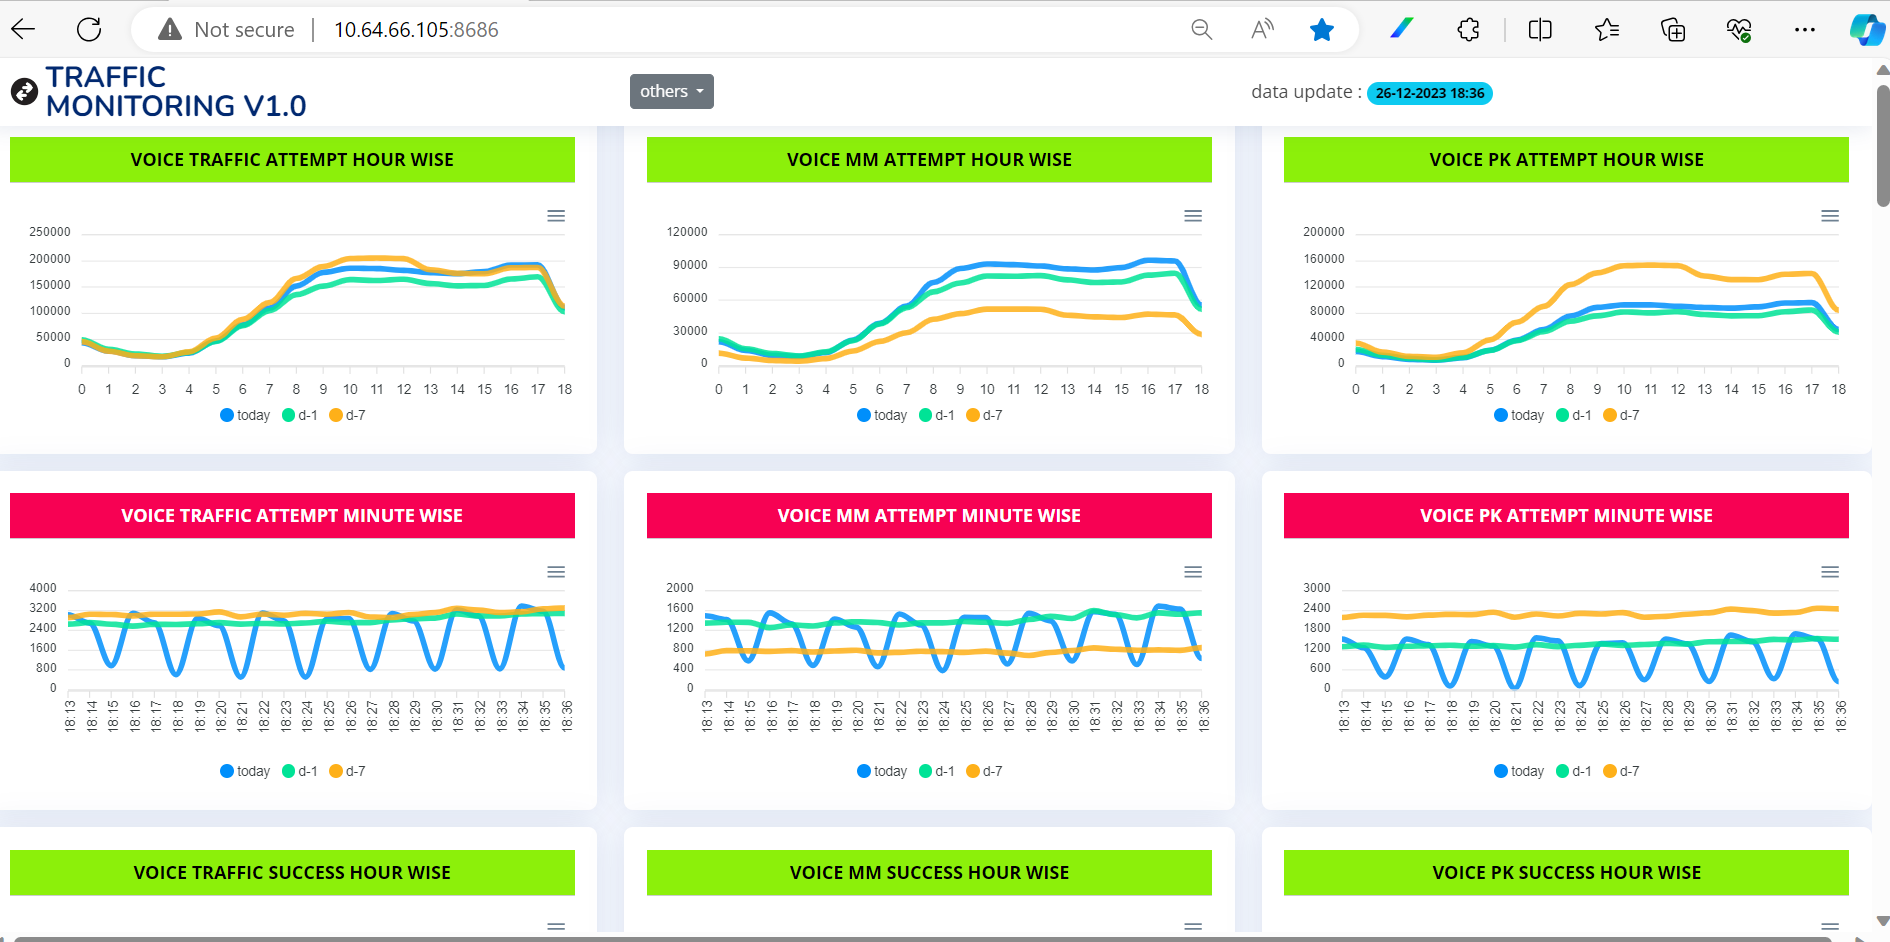 Not secure | 10.64.66.105:8686
TRAFFIC
MONITORING V1.0
others
data update : 26-12-2023 18:36
VOICE TRAFFIC ATTEMPT HOUR WISE
250000
200000
150000
100000
50000
0
0 1 2 3 4 5 6 7 8 9 10 11 12 13 14 15 16 17 18
today d-1 d-7
VOICE MM ATTEMPT HOUR WISE
120000
90000
60000
30000
0
0 1 2 3 4 5 6 7 8 9 10 11 12 13 14 15 16 17 18
today d-1 d-7
VOICE PK ATTEMPT HOUR WISE
200000
160000
120000
80000
40000
0
0 1 2 3 4 5 6 7 8 9 10 11 12 13 14 15 16 17 18
today d-1 d-7
VOICE TRAFFIC ATTEMPT MINUTE WISE
4000
3200
2400
1600
800
0
18:13 18:14 18:15 18:16 18:17 18:18 18:19 18:20 18:21 18:22 18:23 18:24 18:25 18:26 18:27 18:28 18:29 18:30 18:31 18:32 18:33 18:34 18:35 18:36
today d-1 d-7
VOICE MM ATTEMPT MINUTE WISE
2000
1600
1200
800
400
0
18:13 18:14 18:15 18:16 18:17 18:18 18:19 18:20 18:21 18:22 18:23 18:24 18:25 18:26 18:27 18:28 18:29 18:30 18:31 18:32 18:33 18:34 18:35 18:36
today d-1 d-7
VOICE PK ATTEMPT MINUTE WISE
3000
2400
1800
1200
600
0
18:13 18:14 18:15 18:16 18:17 18:18 18:19 18:20 18:21 18:22 18:23 18:24 18:25 18:26 18:27 18:28 18:29 18:30 18:31 18:32 18:33 18:34 18:35 18:36
today d-1 d-7
VOICE TRAFFIC SUCCESS HOUR WISE
VOICE MM SUCCESS HOUR WISE
VOICE PK SUCCESS HOUR WISE